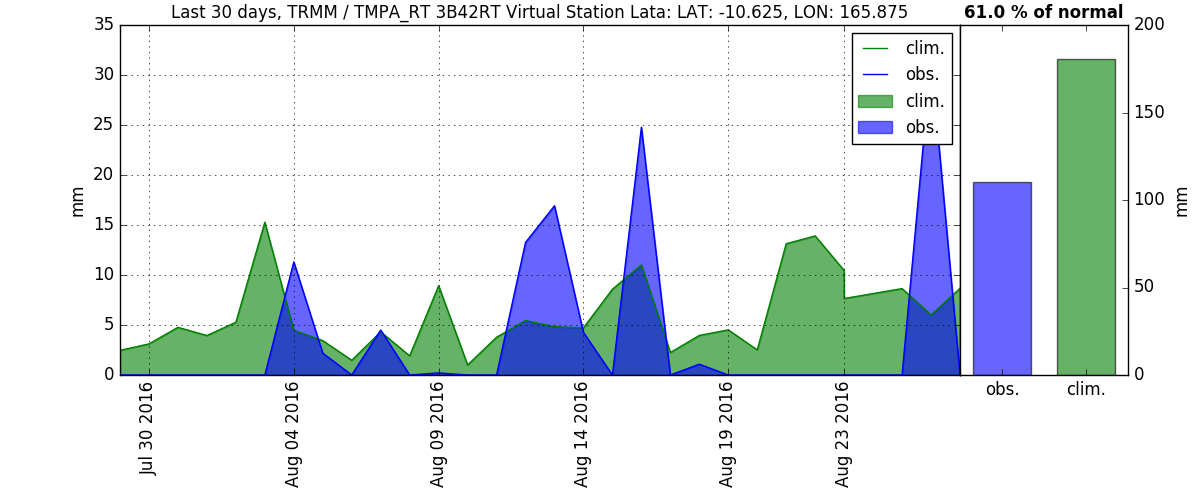 Last 30 days, TRMM / TMPA_RT 3B42RT Virtual Station Lata: LAT: -10.625, LON: 165.875
61.0 % of normal
35
30
25
20
15
10
5
0
mm
clim.
obs.
clim.
obs.
Jul 30 2016
Aug 04 2016
Aug 09 2016
Aug 14 2016
Aug 19 2016
Aug 23 2016
200
150
100
50
0
mm
obs.
clim.